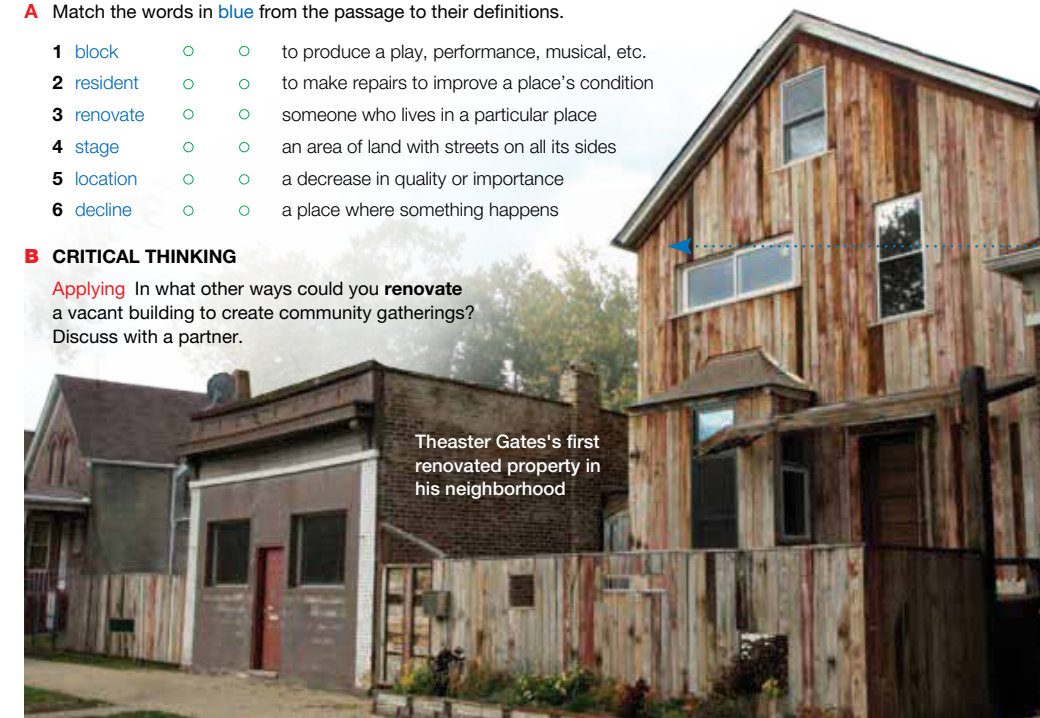 A Match the words in blue from the passage to their definitions.
1 block to produce a play, performance, musical, etc.
2 resident to make repairs to improve a place's condition
3 renovate someone who lives in a particular place
4 stage an area of land with streets on all its sides
5 location a decrease in quality or importance
6 decline a place where something happens
B CRITICAL THINKING
Applying In what other ways could you renovate
a vacant building to create community gatherings?
Discuss with a partner.
Theaster Gates's first
renovated property in
his neighborhood